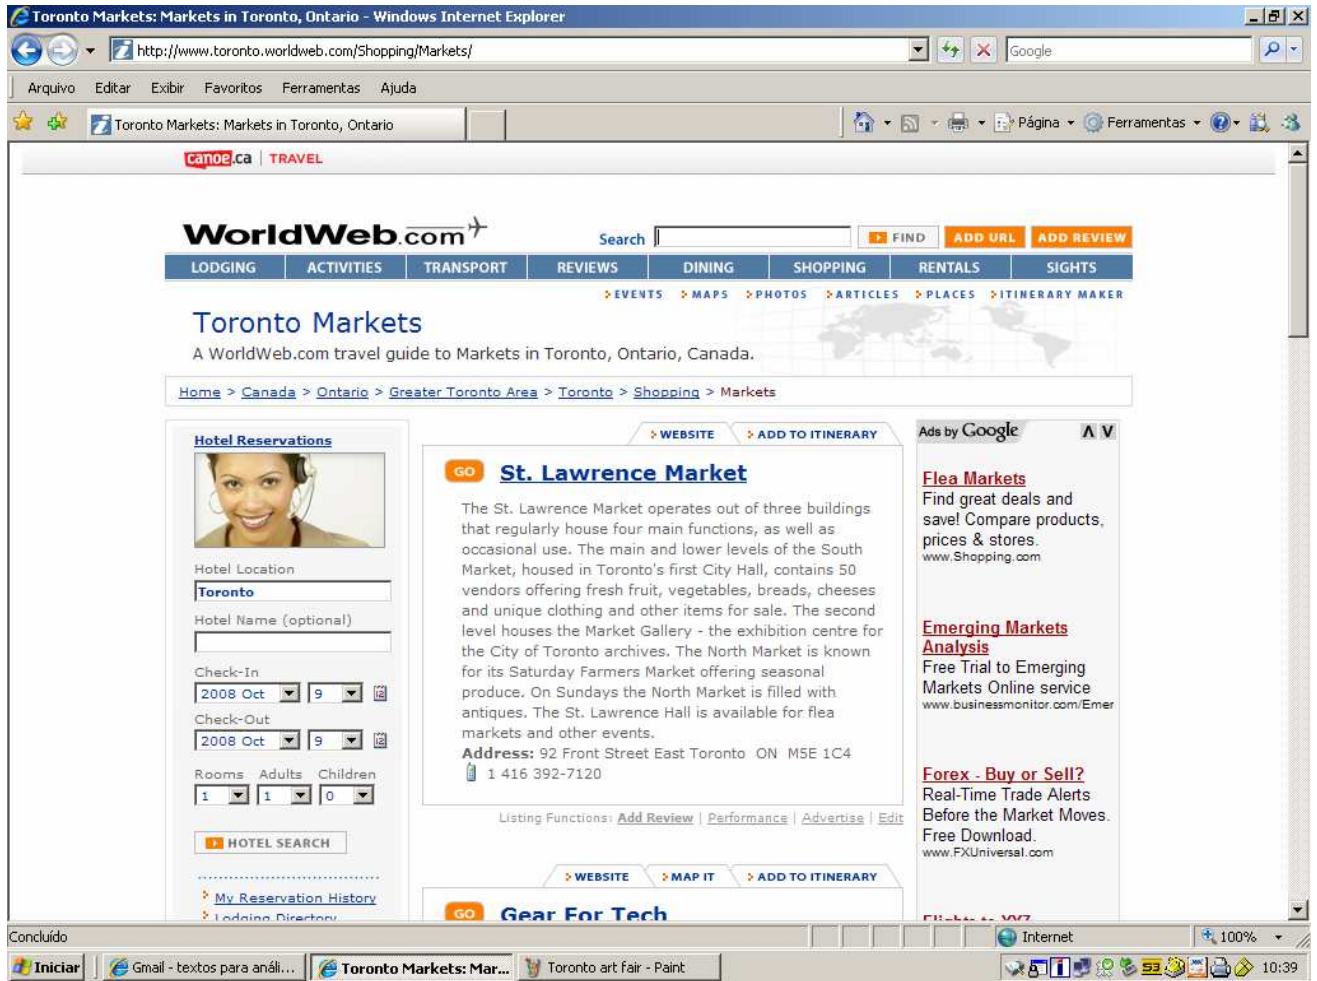 Toronto Markets: Markets in Toronto, Ontario - Windows Internet Explorer
http://www.toronto.worldweb.com/Shopping/Markets/
Google
Arquivo Editar Exibir Favoritos Ferramentas Ajuda
Toronto Markets: Markets in Toronto, Ontario
Página Ferramentas
canoe.ca | TRAVEL
WorldWeb.com
Search
FIND
ADD URL
ADD REVIEW
LODGING ACTIVITIES TRANSPORT REVIEWS DINING SHOPPING RENTALS SIGHTS
EVENTS MAPS PHOTOS ARTICLES PLACES ITINERARY MAKER
Toronto Markets
A WorldWeb.com travel guide to Markets in Toronto, Ontario, Canada.
Home > Canada > Ontario > Greater Toronto Area > Toronto > Shopping > Markets
Hotel Reservations
Hotel Location
Toronto
Hotel Name (optional)
Check-In
2008 Oct 9
Check-Out
2008 Oct 9
Rooms Adults Children
1 1 0
HOTEL SEARCH
My Reservation History
Lodging Directory
WEBSITE ADD TO ITINERARY
GO St. Lawrence Market
The St. Lawrence Market operates out of three buildings
that regularly house four main functions, as well as
occasional use. The main and lower levels of the South
Market, housed in Toronto's first City Hall, contains 50
vendors offering fresh fruit, vegetables, breads, cheeses
and unique clothing and other items for sale. The second
level houses the Market Gallery - the exhibition centre for
the City of Toronto archives. The North Market is known
for its Saturday Farmers Market offering seasonal
produce. On Sundays the North Market is filled with
antiques. The St. Lawrence Hall is available for flea
markets and other events.
Address: 92 Front Street East Toronto ON M5E 1C4
1 416 392-7120
Listing Functions: Add Review | Performance | Advertise | Edit
WEBSITE MAP IT ADD TO ITINERARY
GO Gear For Tech
Ads by Google
Flea Markets
Find great deals and
save! Compare products,
prices & stores.
www.Shopping.com
Emerging Markets
Analysis
Free Trial to Emerging
Markets Online service
www.businessmonitor.com/Emer
Forex - Buy or Sell?
Real-Time Trade Alerts
Before the Market Moves.
Free Download.
www.FXUniversal.com
Flights to XYZ
Concluído
Internet
100%
Iniciar
Gmail - textos para análi...
Toronto Markets: Mar...
Toronto art fair - Paint
53
10:39